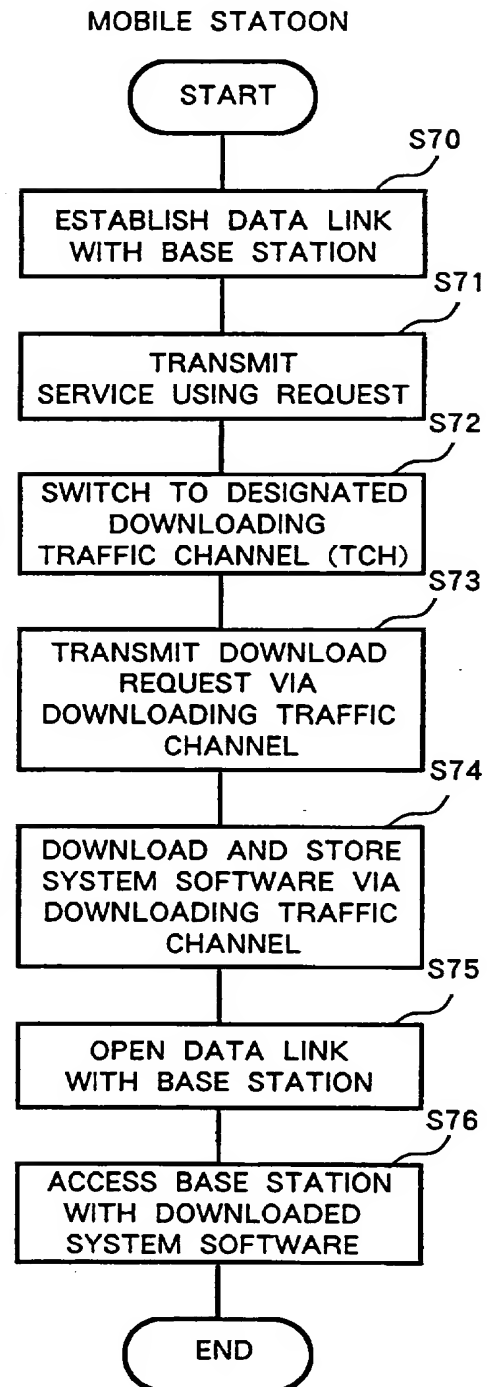 MOBILE STATOON
START
S70
ESTABLISH DATA LINK
WITH BASE STATION
S71
TRANSMIT
SERVICE USING REQUEST
S72
SWITCH TO DESIGNATED
DOWNLOADING
TRAFFIC CHANNEL (TCH)
S73
TRANSMIT DOWNLOAD
REQUEST VIA
DOWNLOADING TRAFFIC
CHANNEL
S74
DOWNLOAD AND STORE
SYSTEM SOFTWARE VIA
DOWNLOADING TRAFFIC
CHANNEL
S75
OPEN DATA LINK
WITH BASE STATION
S76
ACCESS BASE STATION
WITH DOWNLOADED
SYSTEM SOFTWARE
END